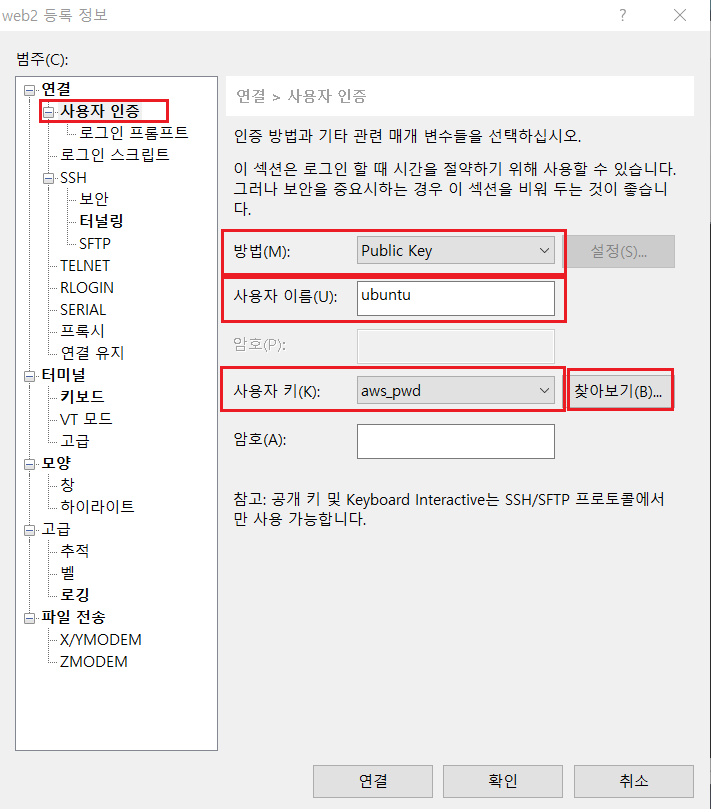 web2 등록 정보
범주(C):
연결
사용자 인증
로그인 프롬프트
로그인 스크립트
SSH
보안
터널링
SFTP
TELNET
RLOGIN
SERIAL
프록시
연결 유지
터미널
키보드
VT 모드
고급
모양
창
하이라이트
고급
추적
벨
로깅
파일 전송
X/YMODEM
ZMODEM
연결 > 사용자 인증
인증 방법과 기타 관련 매개 변수들을 선택하십시오.
이 섹션은 로그인 할 때 시간을 절약하기 위해 사용할 수 있습니다.
그러나 보안을 중요시하는 경우 이 섹션을 비워 두는 것이 좋습니
다.
방법(M): Public Key 설정(S)...
사용자 이름(U): ubuntu
암호(P):
사용자 키(K): aws_pwd 찾아보기(B)...
암호(A):
참고: 공개 키 및 Keyboard Interactive는 SSH/SFTP 프로토콜에서
만 사용 가능합니다.
연결 확인 취소